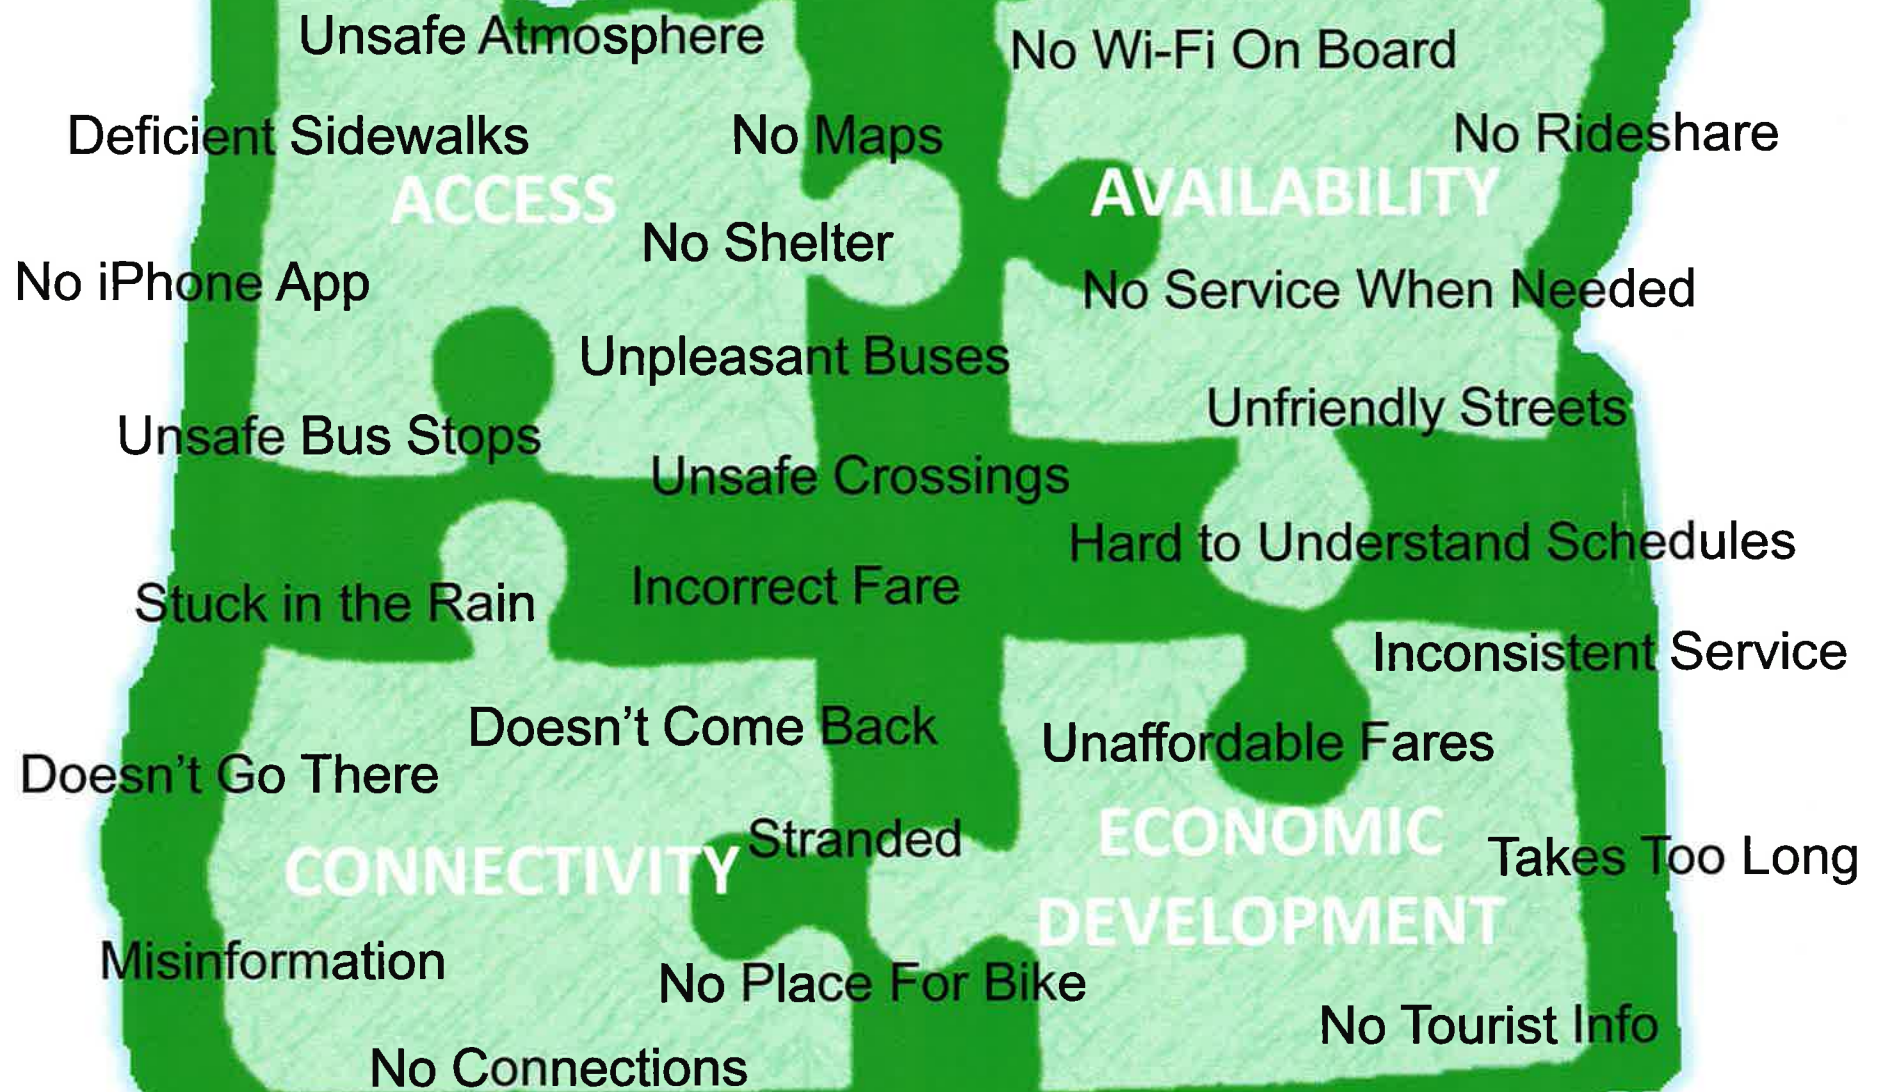 Unsafe Atmosphere
No Wi-Fi On Board
Deficient Sidewalks
No Maps
No Rideshare
ACCESS
AVAILABILITY
No Shelter
No iPhone App
No Service When Needed
Unpleasant Buses
Unfriendly Streets
Unsafe Bus Stops
Unsafe Crossings
Hard to Understand Schedules
Stuck in the Rain
Incorrect Fare
Inconsistent Service
Doesn't Come Back
Unaffordable Fares
Doesn't Go There
Stranded
ECONOMIC
DEVELOPMENT
Takes Too Long
CONNECTIVITY
Misinformation
No Place For Bike
No Tourist Info
No Connections